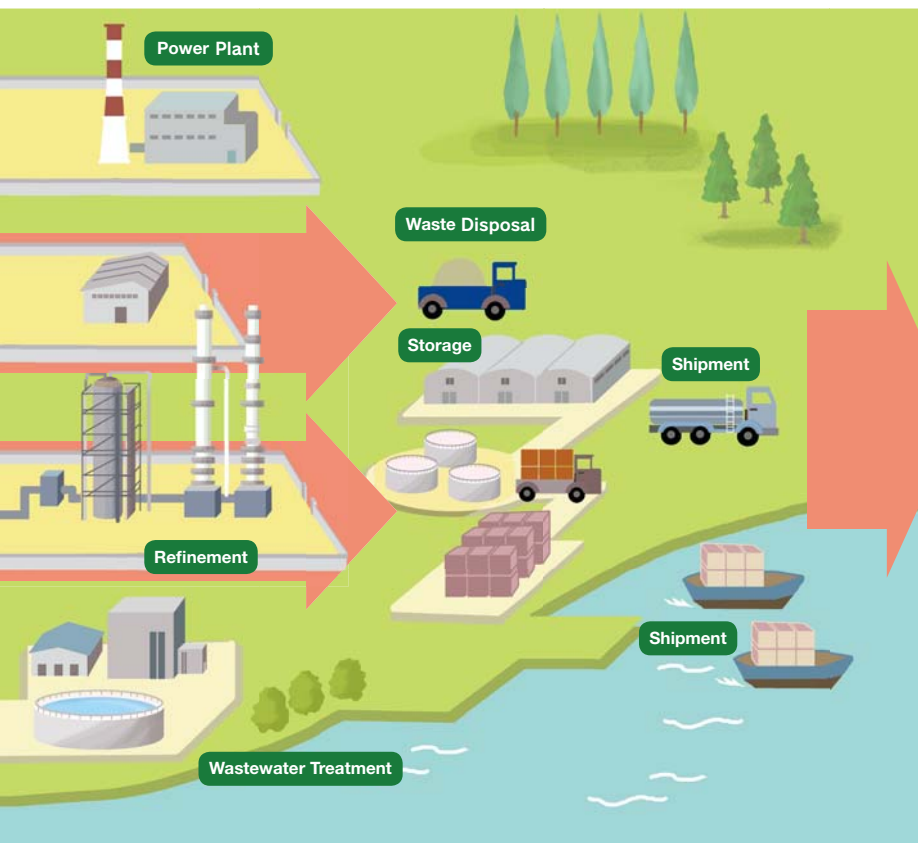 Power Plant
Waste Disposal
Storage
Shipment
Refinement
Shipment
Wastewater Treatment